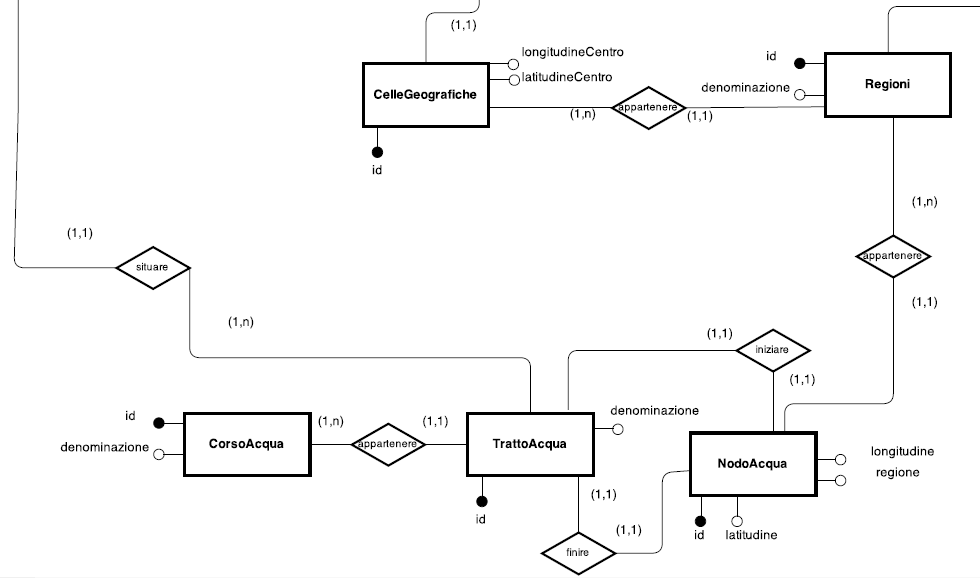 (1,1)
longitudineCentro
latitudineCentro
CelleGeografiche
id
(1,n)
appartenere
(1,1)
id
denominazione
Regioni
(1,n)
appartenere
(1,1)
(1,1)
situare
(1,n)
(1,1)
iniziare
(1,1)
id
denominazione
CorsoAcqua
(1,n)
appartenere
(1,1)
TrattoAcqua
denominazione
id
(1,1)
finire
(1,1)
NodoAcqua
longitudine
regione
id
latitudine